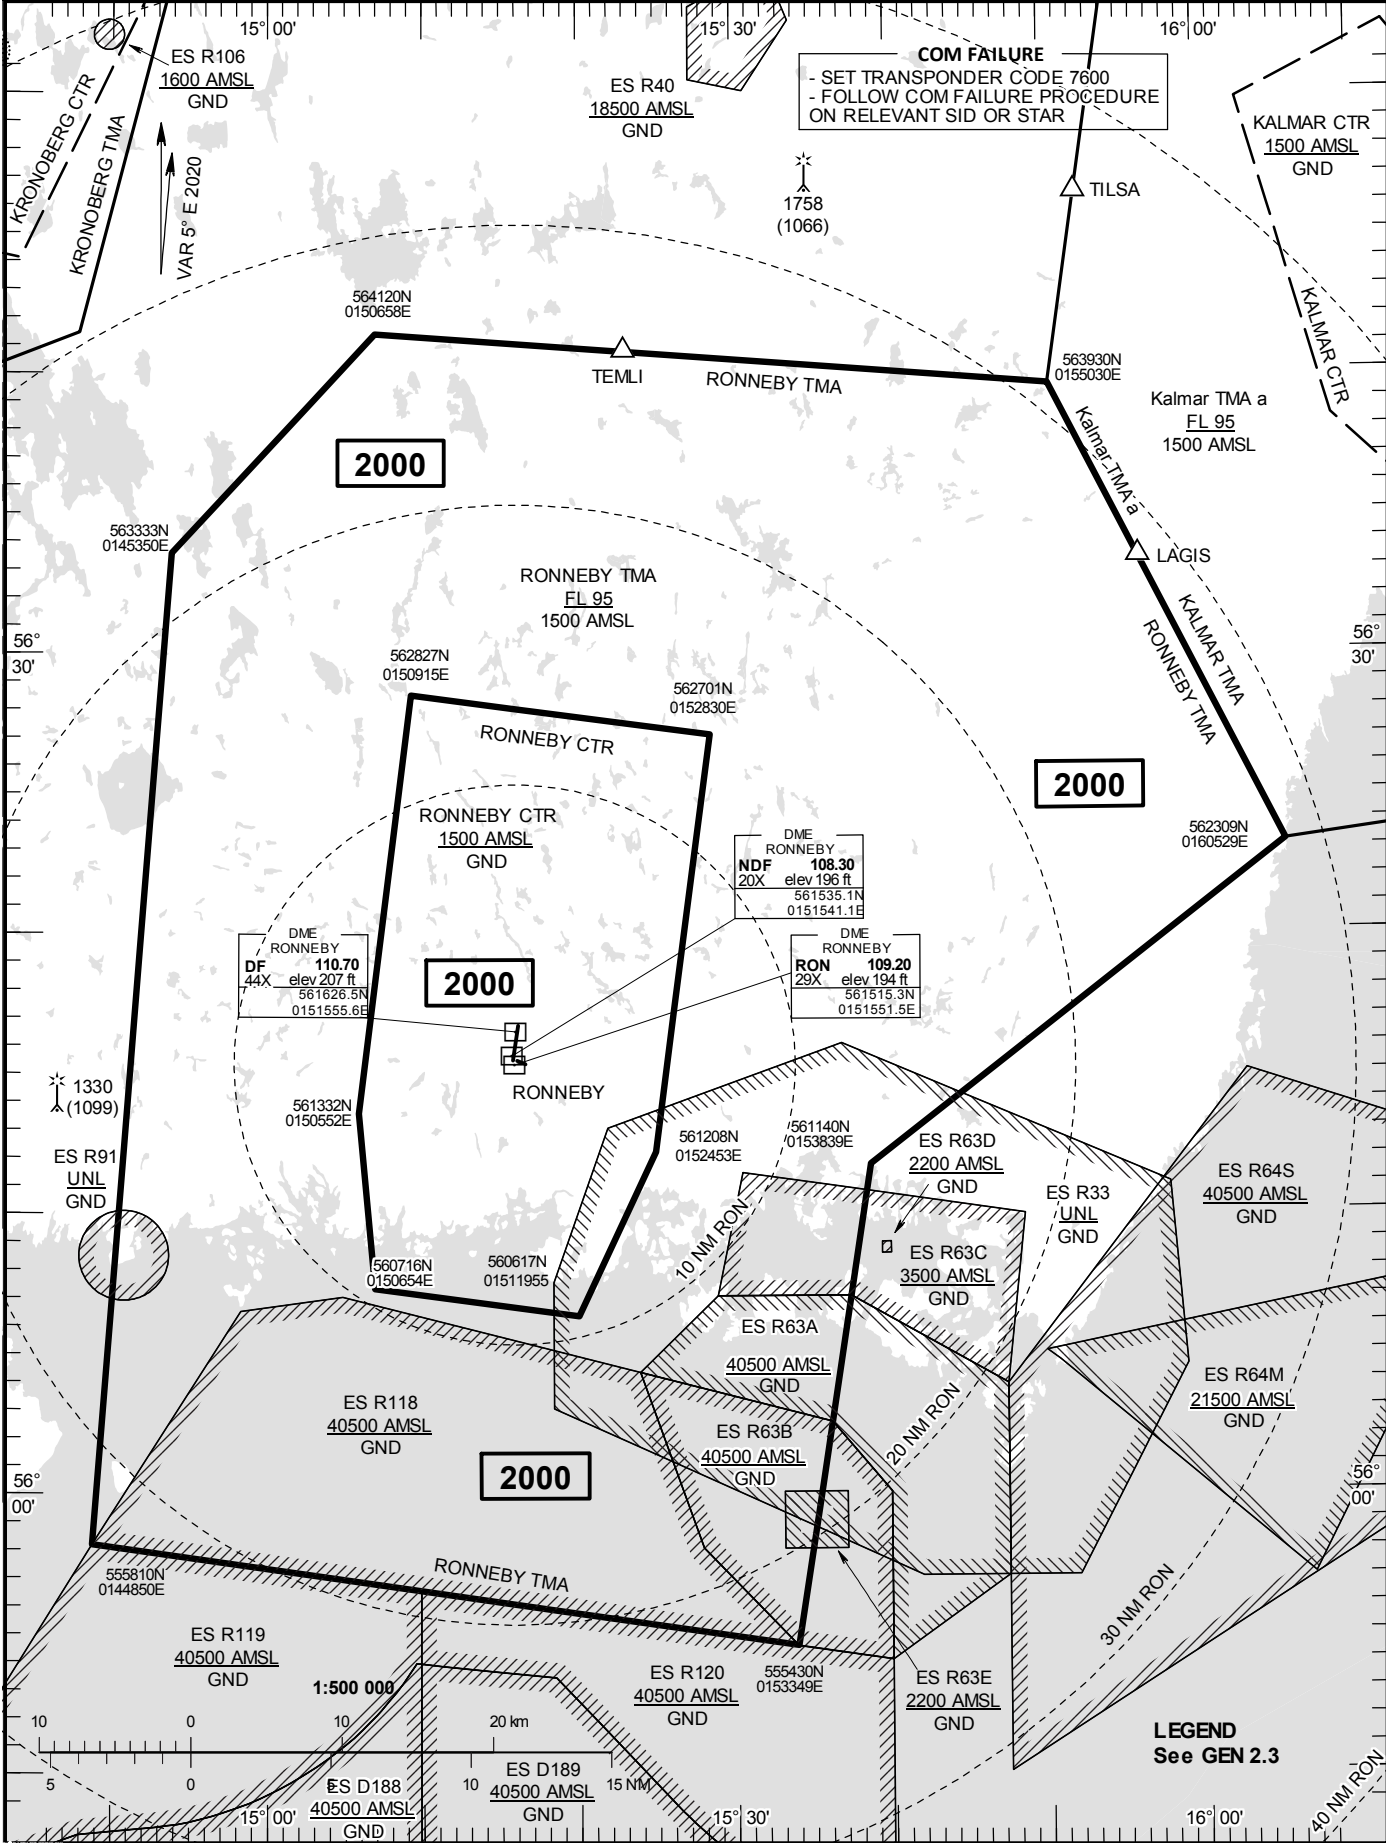 15° 00'
15° 30'
16° 00'
ES R106
1600 AMSL
GND
KRONOBERG CTR
KRONOBERG TMA
VAR 5° E 2020
ES R40
18500 AMSL
GND
COM FAILURE
- SET TRANSPONDER CODE 7600
- FOLLOW COM FAILURE PROCEDURE
ON RELEVANT SID OR STAR
KALMAR CTR
1500 AMSL
GND
1758
(1066)
TILSA
KALMAR CTR
564120N
0150658E
TEMLI
RONNEBY TMA
563930N
0155030E
Kalmar TMA a
FL 95
1500 AMSL
Kalmar TMA a
2000
563333N
0145350E
LAGIS
RONNEBY TMA
FL 95
1500 AMSL
KALMAR TMA
RONNEBY TMA
56°
30'
56°
30'
562827N
0150915E
562701N
0152830E
RONNEBY CTR
2000
RONNEBY CTR
1500 AMSL
GND
562309N
0160529E
DME
RONNEBY
NDF 108.30
20X elev 196 ft
561535.1N
0151541.1E
DME
RONNEBY
DF 110.70
44X elev 207 ft
561626.5N
0151555.6E
2000
DME
RONNEBY
RON 109.20
29X elev 194 ft
561515.3N
0151551.5E
RONNEBY
1330
(1099)
561332N
0150552E
561208N
0152453E
561140N
0153839E
ES R63D
2200 AMSL
GND
ES R91
UNL
GND
ES R33
UNL
GND
ES R64S
40500 AMSL
GND
10 NM RON
560716N
0150654E
560617N
01511955
ES R63C
3500 AMSL
GND
ES R63A
40500 AMSL
GND
ES R64M
21500 AMSL
GND
ES R118
40500 AMSL
GND
20 NM RON
ES R63B
40500 AMSL
GND
2000
56°
00'
56°
00'
RONNEBY TMA
555810N
0144850E
30 NM RON
ES R119
40500 AMSL
GND
555430N
0153349E
ES R120
40500 AMSL
GND
ES R63E
2200 AMSL
GND
1:500 000
10 0 10 20 km
5 0 5 10 15 NM
LEGEND
See GEN 2.3
ES D188
40500 AMSL
GND
ES D189
40500 AMSL
GND
40 NM RON
15° 00'
15° 30'
16° 00'